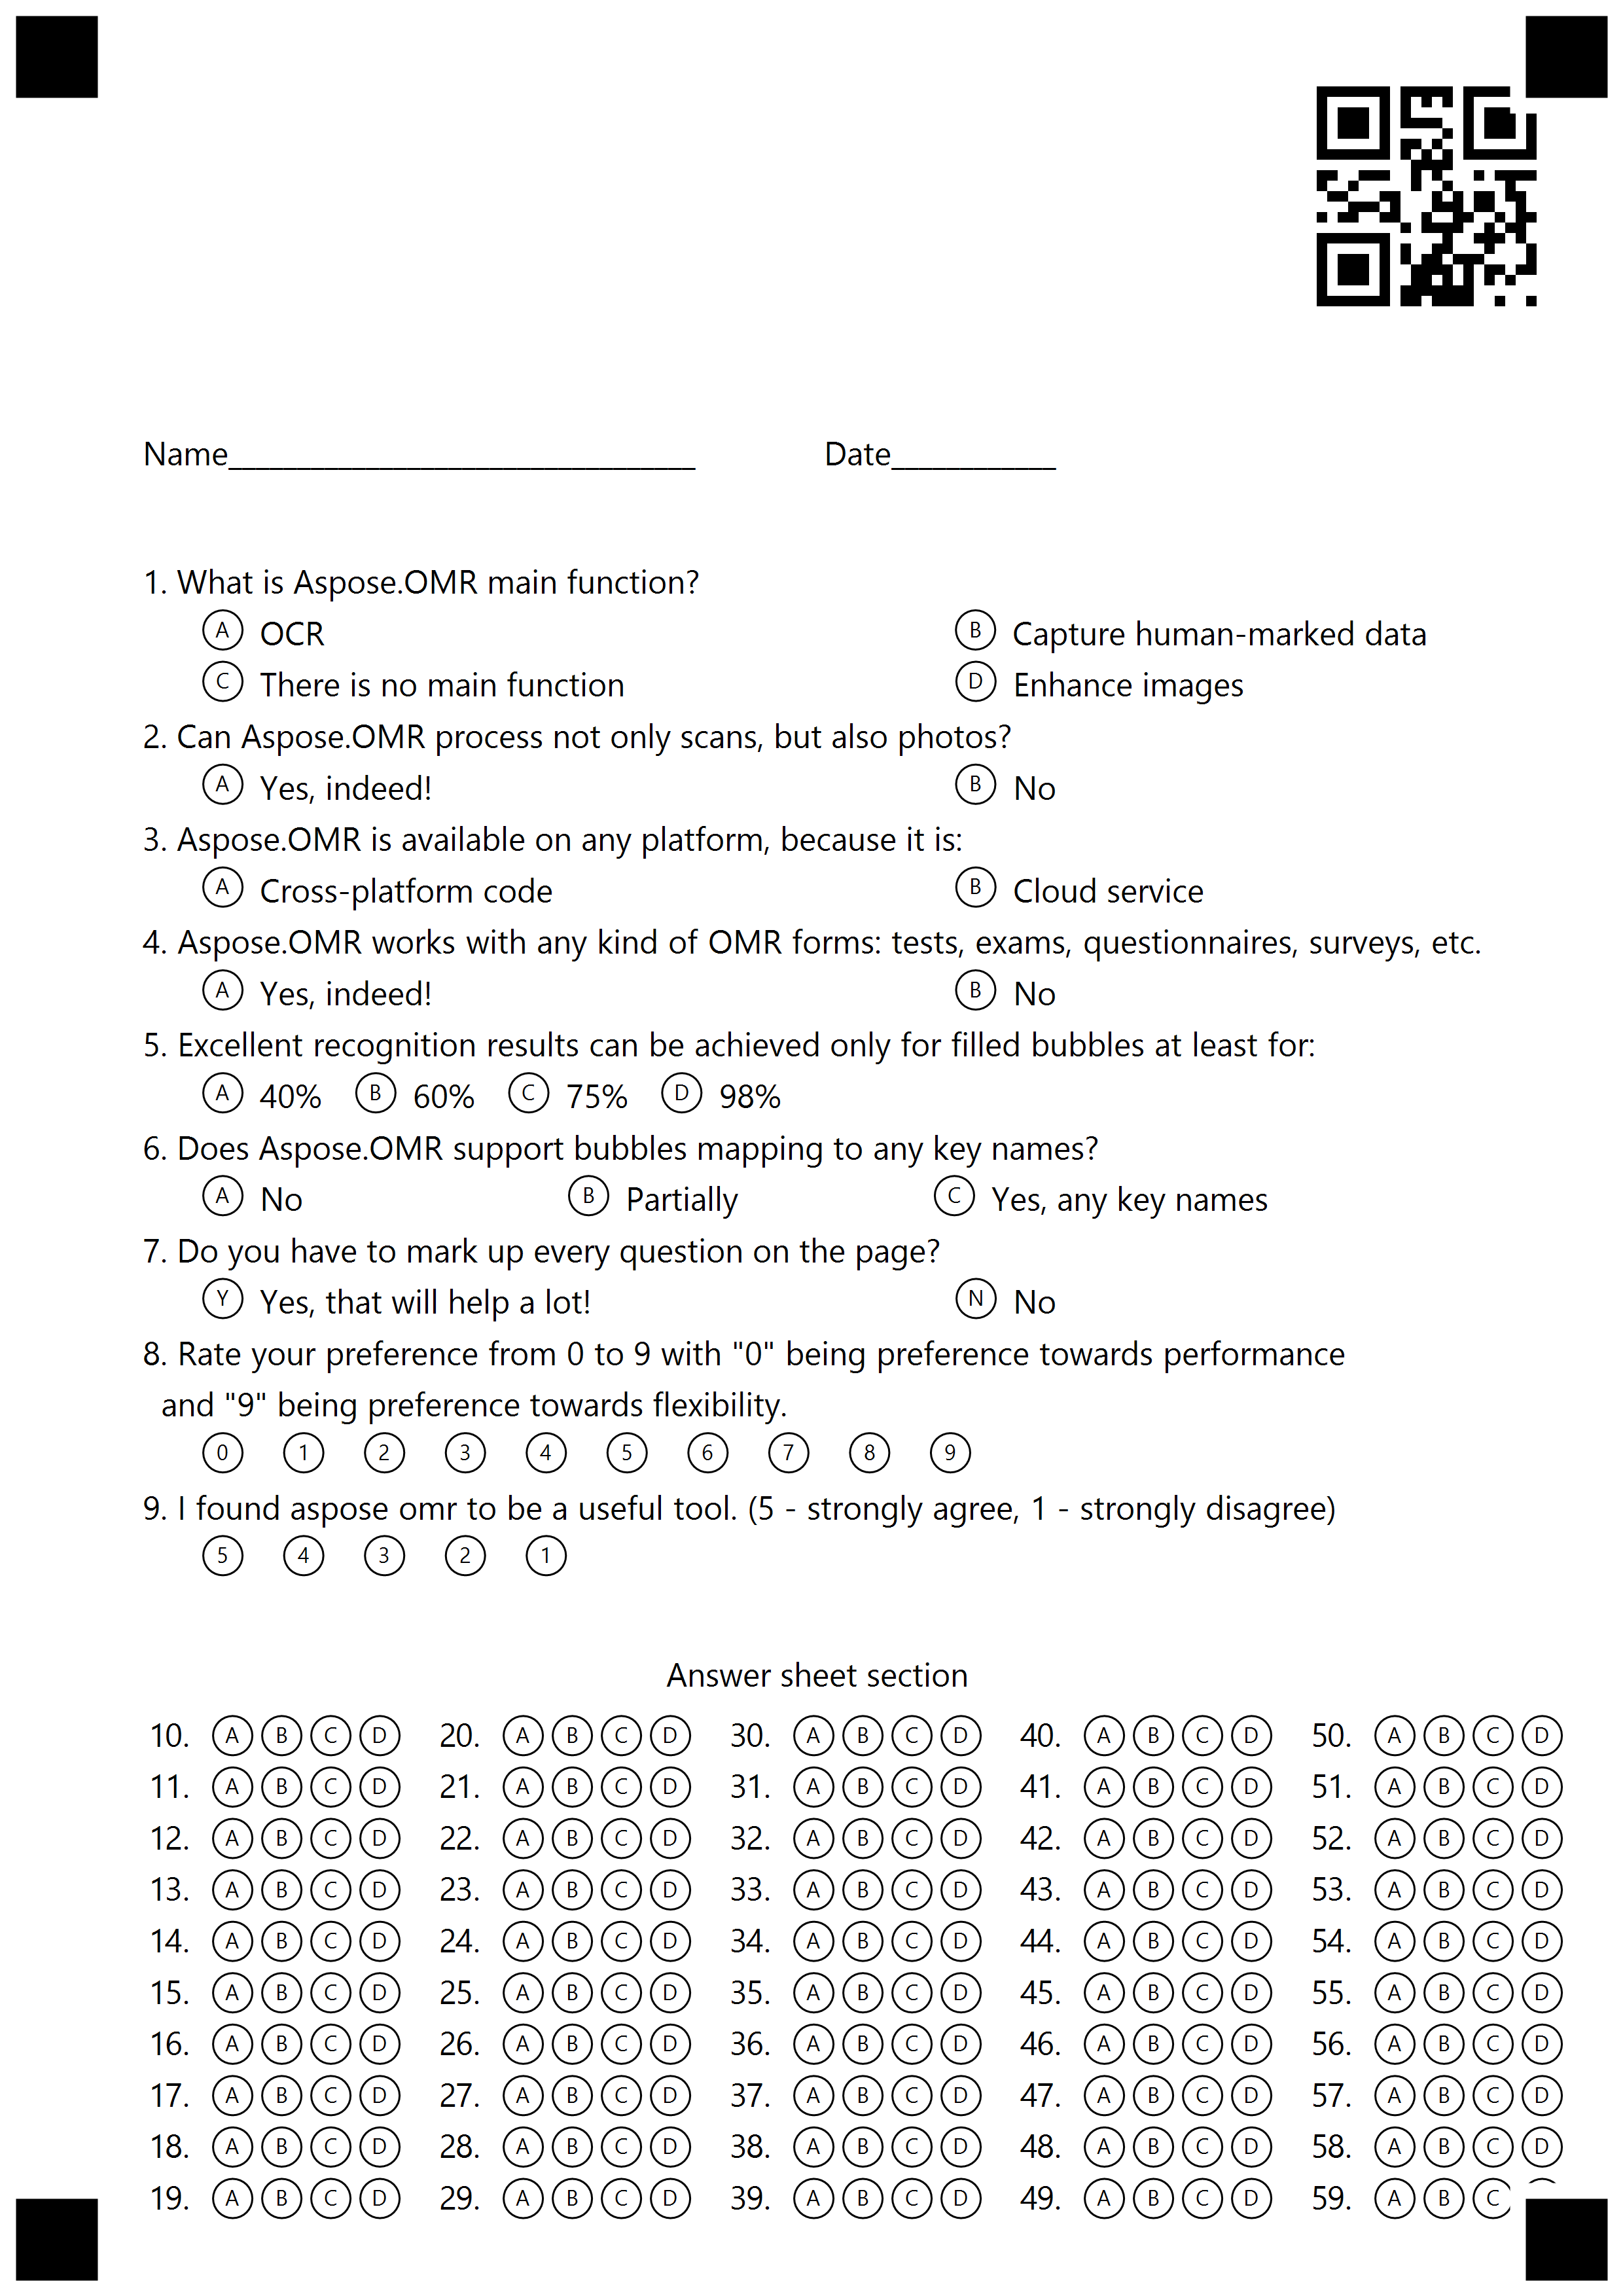 Name__________________________________ Date____________
1. What is Aspose.OMR main function?
A OCR B Capture human-marked data
C There is no main function D Enhance images
2. Can Aspose.OMR process not only scans, but also photos?
A Yes, indeed! B No
3. Aspose.OMR is available on any platform, because it is:
A Cross-platform code B Cloud service
4. Aspose.OMR works with any kind of OMR forms: tests, exams, questionnaires, surveys, etc.
A Yes, indeed! B No
5. Excellent recognition results can be achieved only for filled bubbles at least for:
A 40% B 60% C 75% D 98%
6. Does Aspose.OMR support bubbles mapping to any key names?
A No B Partially C Yes, any key names
7. Do you have to mark up every question on the page?
Y Yes, that will help a lot! N No
8. Rate your preference from 0 to 9 with "0" being preference towards performance
and "9" being preference towards flexibility.
0 1 2 3 4 5 6 7 8 9
9. I found aspose omr to be a useful tool. (5 - strongly agree, 1 - strongly disagree)
5 4 3 2 1
Answer sheet section
10. A B C D 20. A B C D 30. A B C D 40. A B C D 50. A B C D
11. A B C D 21. A B C D 31. A B C D 41. A B C D 51. A B C D
12. A B C D 22. A B C D 32. A B C D 42. A B C D 52. A B C D
13. A B C D 23. A B C D 33. A B C D 43. A B C D 53. A B C D
14. A B C D 24. A B C D 34. A B C D 44. A B C D 54. A B C D
15. A B C D 25. A B C D 35. A B C D 45. A B C D 55. A B C D
16. A B C D 26. A B C D 36. A B C D 46. A B C D 56. A B C D
17. A B C D 27. A B C D 37. A B C D 47. A B C D 57. A B C D
18. A B C D 28. A B C D 38. A B C D 48. A B C D 58. A B C D
19. A B C D 29. A B C D 39. A B C D 49. A B C D 59. A B C